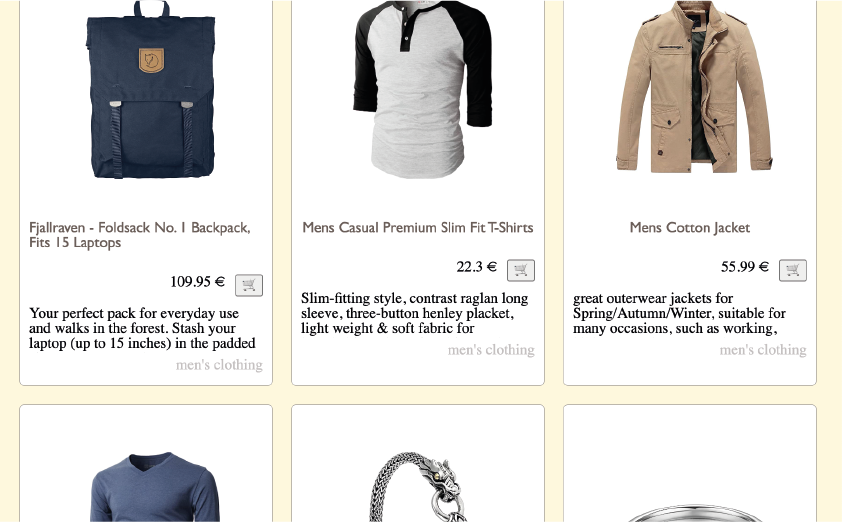 Fjallraven - Foldsack No. 1 Backpack,
Fits 15 Laptops
109.95 €
Your perfect pack for everyday use
and walks in the forest. Stash your
laptop (up to 15 inches) in the padded
men's clothing
Mens Casual Premium Slim Fit T-Shirts
22.3 €
Slim-fitting style, contrast raglan long
sleeve, three-button henley placket,
light weight & soft fabric for
men's clothing
Mens Cotton Jacket
55.99 €
great outerwear jackets for
Spring/Autumn/Winter, suitable for
many occasions, such as working,
men's clothing